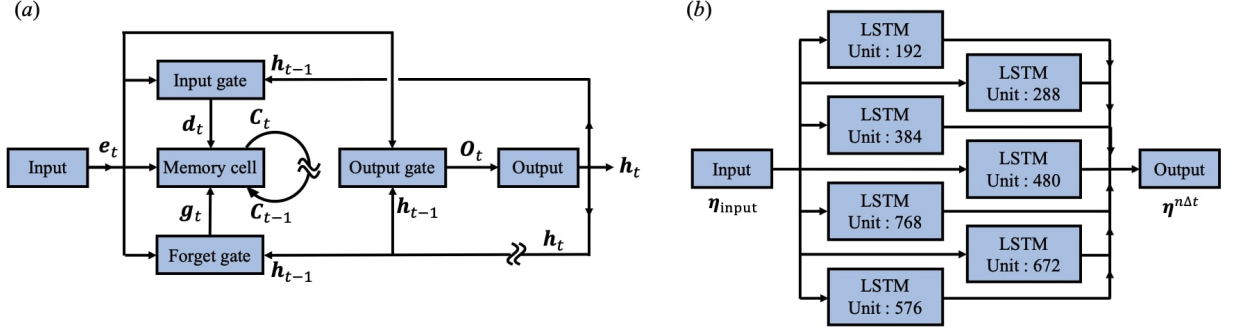 (a)
Input gate
h_{t−1}
d_t
C_t
Input
e_t
Memory cell
Output gate
O_t
Output
h_t
g_t
C_{t−1}
h_{t−1}
Forget gate
h_{t−1}
h_t
(b)
LSTM
Unit : 192
LSTM
Unit : 288
LSTM
Unit : 384
Input
η_input
LSTM
Unit : 480
Output
η^{nΔt}
LSTM
Unit : 768
LSTM
Unit : 672
LSTM
Unit : 576